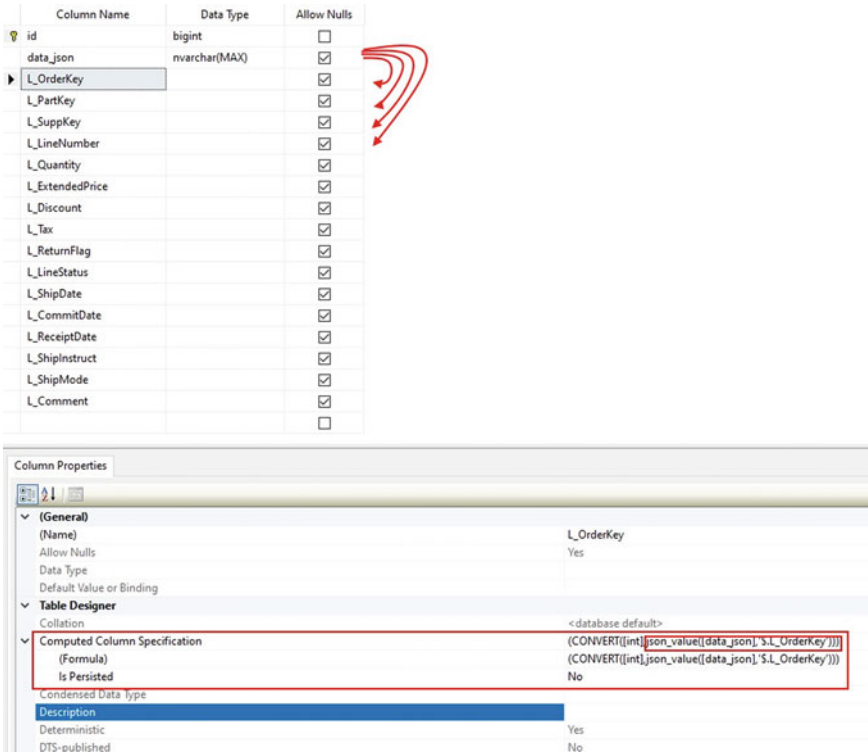 Column Name Data Type Allow Nulls
id bigint
data_json nvarchar(MAX)
L_OrderKey
L_PartKey
L_SuppKey
L_LineNumber
L_Quantity
L_ExtendedPrice
L_Discount
L_Tax
L_ReturnFlag
L_LineStatus
L_ShipDate
L_CommitDate
L_ReceiptDate
L_ShipInstruct
L_ShipMode
L_Comment
Column Properties
(General)
(Name) L_OrderKey
Allow Nulls Yes
Data Type
Default Value or Binding
Table Designer
Collation <database default>
Computed Column Specification (CONVERT([int],json_value([data_json],'$.L_OrderKey')))
(Formula) (CONVERT([int],json_value([data_json],'$.L_OrderKey')))
Is Persisted No
Condensed Data Type
Description
Deterministic Yes
DTS-published No